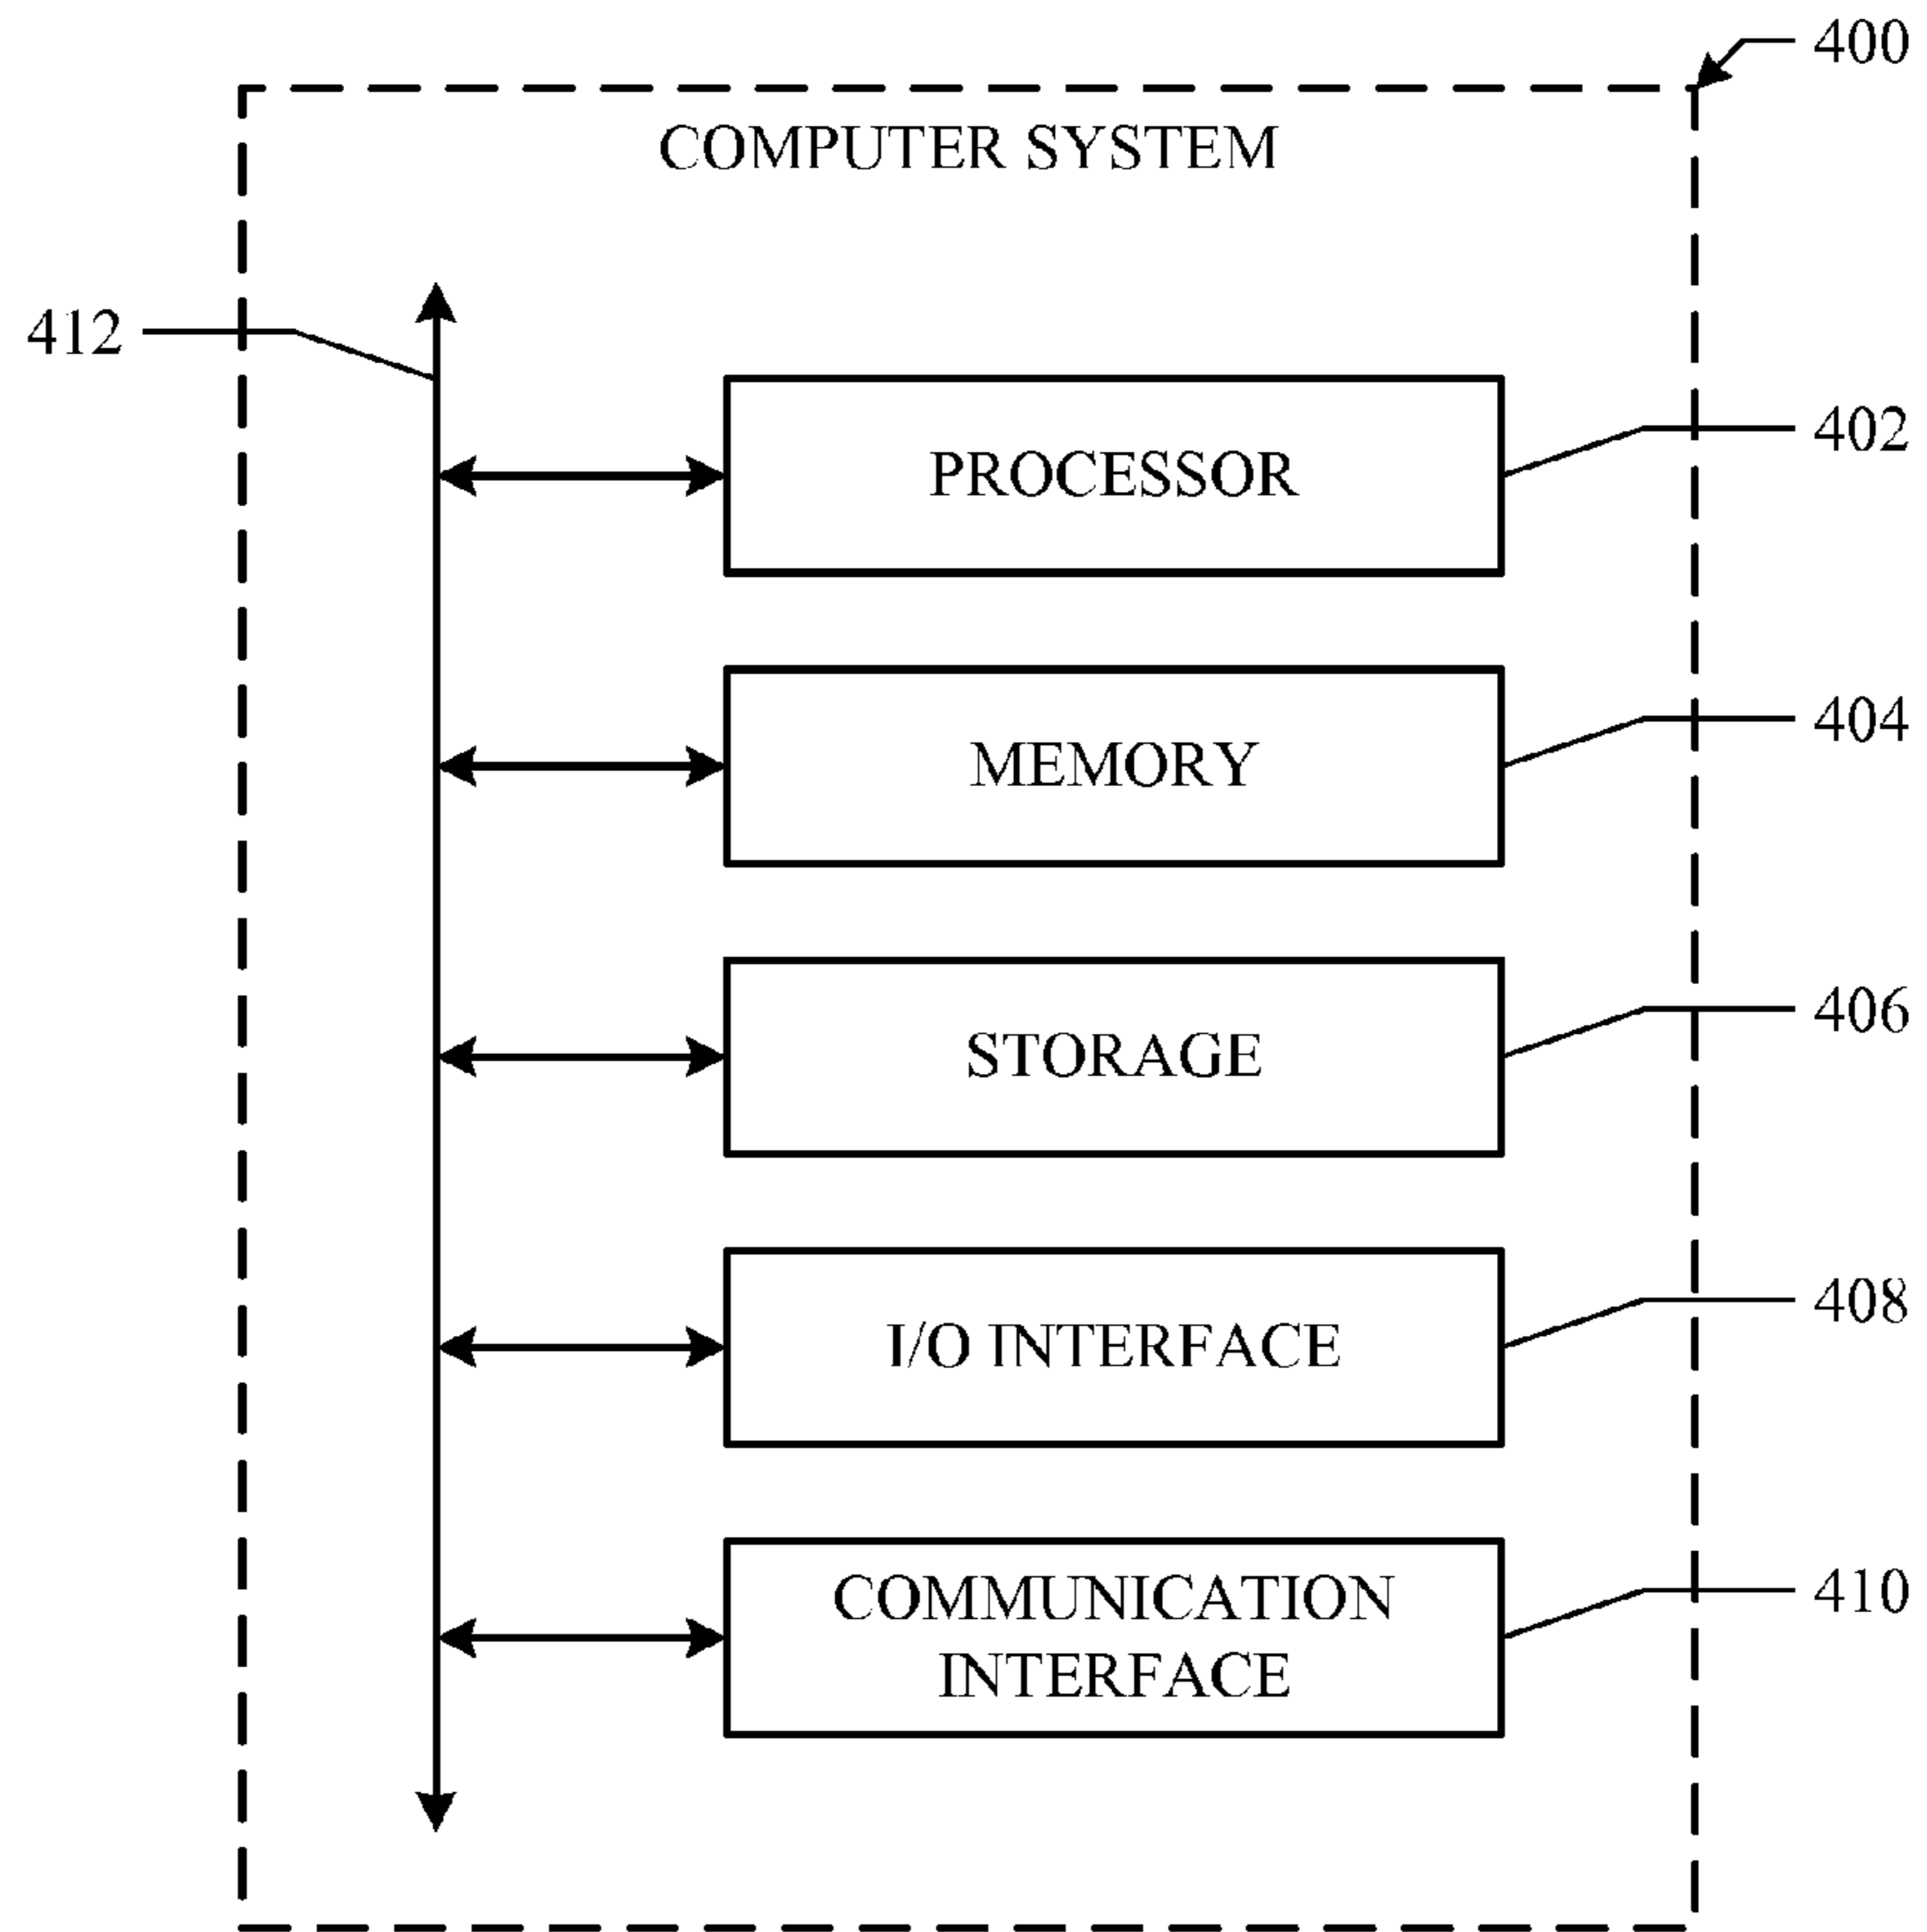 400
COMPUTER SYSTEM
412
402
PROCESSOR
404
MEMORY
406
STORAGE
408
I/O INTERFACE
410
COMMUNICATION
INTERFACE